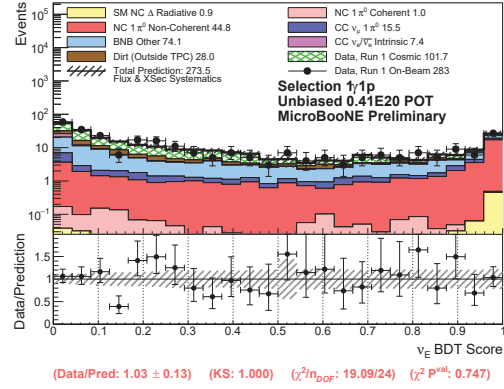 SM NC Δ Radiative 0.9
NC 1 π⁰ Coherent 1.0
NC 1 π⁰ Non-Coherent 44.8
CC ν_μ 1 π⁰ 15.5
BNB Other 74.1
CC ν_e/ν̄_e Intrinsic 7.4
Dirt (Outside TPC) 28.0
Data, Run 1 Cosmic 101.7
Total Prediction: 273.5
Flux & XSec Systematics
Data, Run 1 On-Beam 283
Selection 1γ1p
Unbiased 0.41E20 POT
MicroBooNE Preliminary
Events
10⁵
10⁴
10³
10²
10
1
10⁻¹
Data/Prediction
1.5
1
0.5
0
0 0.1 0.2 0.3 0.4 0.5 0.6 0.7 0.8 0.9 1
ν_E BDT Score
(Data/Pred: 1.03 ± 0.13) (KS: 1.000) (χ²/n_DOF: 19.09/24) (χ² P^val: 0.747)